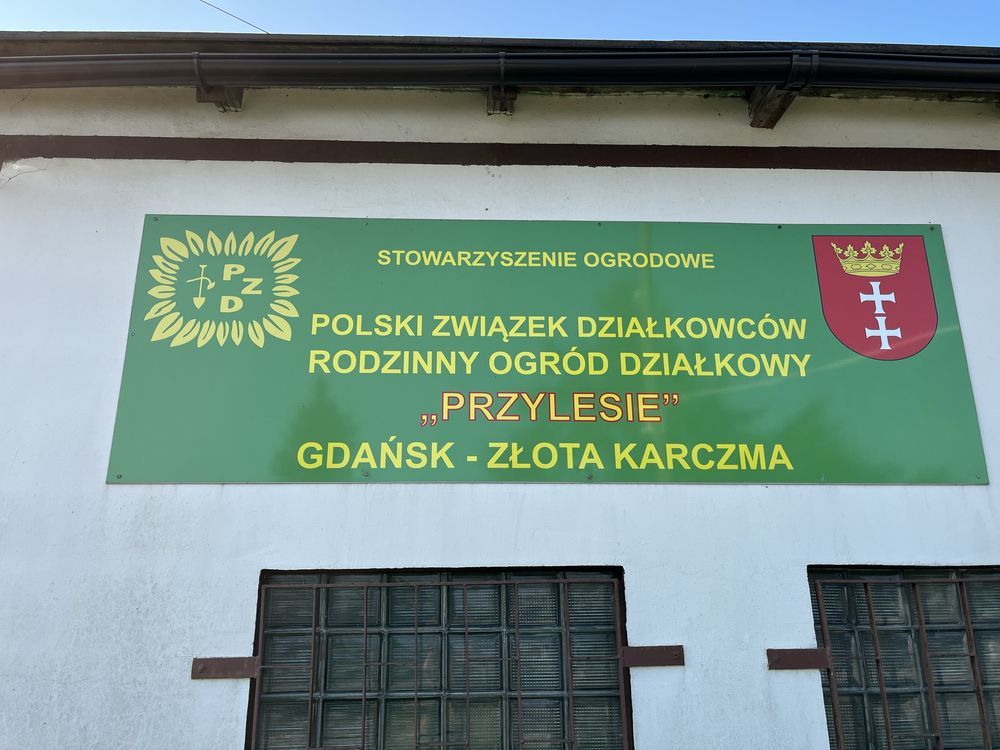 PZD
STOWARZYSZENIE OGRODOWE
POLSKI ZWIĄZEK DZIAŁKOWCÓW
RODZINNY OGRÓD DZIAŁKOWY
„PRZYLESIE”
GDAŃSK - ZŁOTA KARCZMA